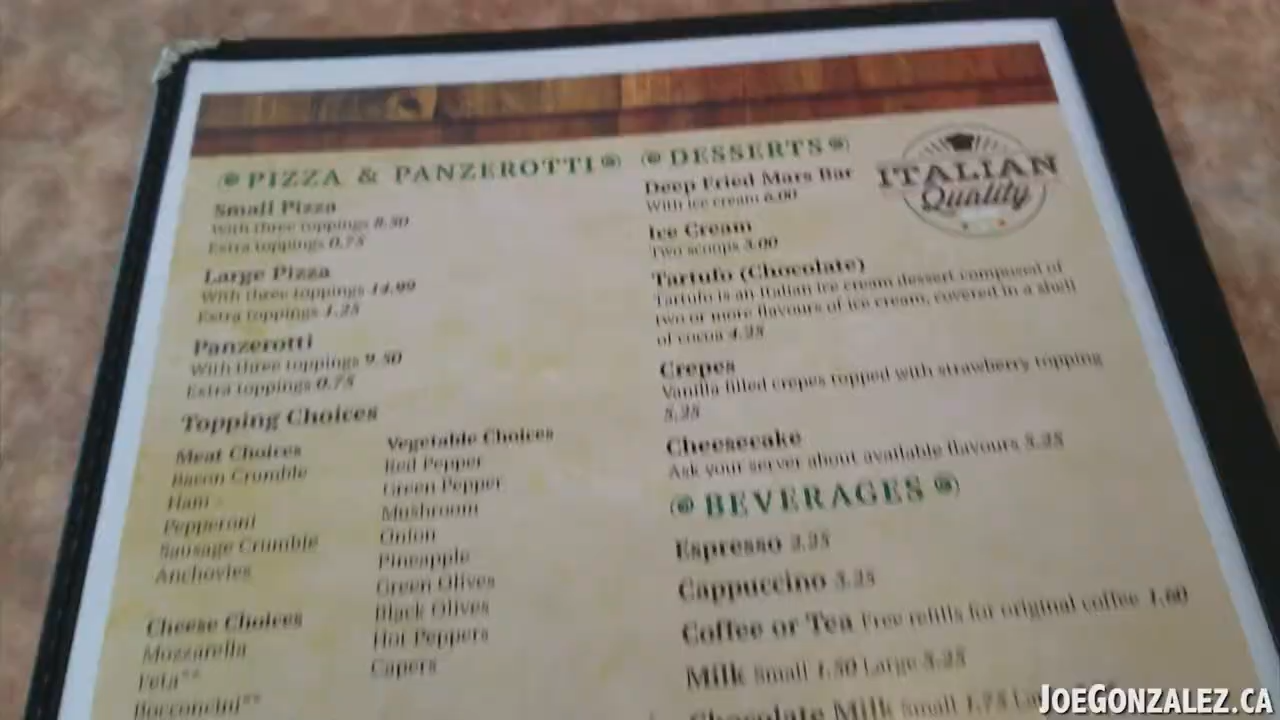 PIZZA & PANZEROTTI
Small Pizza
With three toppings 8.50
Extra toppings 0.75
Large Pizza
With three toppings 14.99
Extra toppings 1.25
Panzerotti
With three toppings 9.50
Extra toppings 0.75
Topping Choices
Meat Choices
Bacon Crumble
Ham
Pepperoni
Sausage Crumble
Anchovies
Cheese Choices
Mozzarella
Feta**
Bocconcini**
Vegetable Choices
Red Pepper
Green Pepper
Mushroom
Onion
Pineapple
Green Olives
Black Olives
Hot Peppers
Capers
DESSERTS
Deep Fried Mars Bar
With ice cream 6.00
Ice Cream
Two scoops 3.00
Tartufo (Chocolate)
Tartufo is an Italian ice cream dessert composed of
two or more flavours of ice cream, covered in a shell
of cocoa 4.25
Crepes
Vanilla filled crepes topped with strawberry topping
5.25
Cheesecake
Ask your server about available flavours 5.25
BEVERAGES
Espresso 2.25
Cappuccino 3.25
Coffee or Tea Free refills for original coffee 1.60
Milk Small 1.50 Large 3.25
Chocolate Milk Small 1.75
ITALIAN
Quality
JOEGONZALEZ.CA